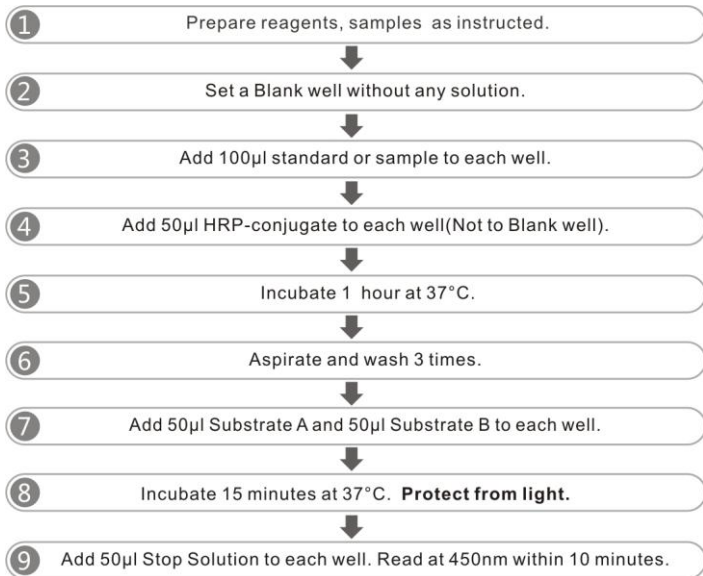 1 Prepare reagents, samples as instructed.
2 Set a Blank well without any solution.
3 Add 100μl standard or sample to each well.
4 Add 50μl HRP-conjugate to each well(Not to Blank well).
5 Incubate 1 hour at 37°C.
6 Aspirate and wash 3 times.
7 Add 50μl Substrate A and 50μl Substrate B to each well.
8 Incubate 15 minutes at 37°C. Protect from light.
9 Add 50μl Stop Solution to each well. Read at 450nm within 10 minutes.